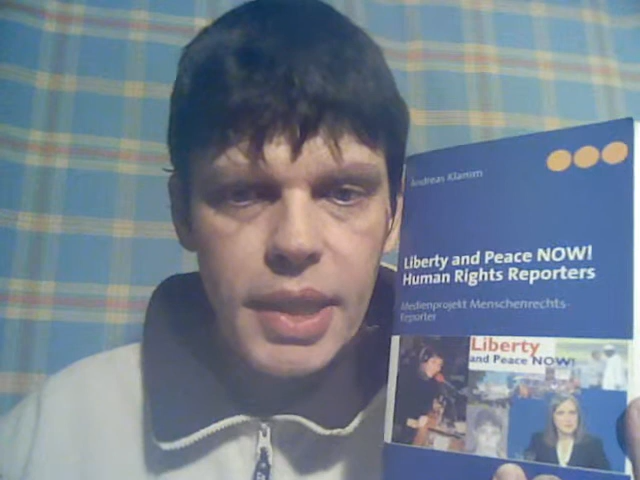 Andreas Klamm
Liberty and Peace NOW!
Human Rights Reporters
Medienprojekt Menschenrechts-
Reporter
Liberty
and Peace NOW!